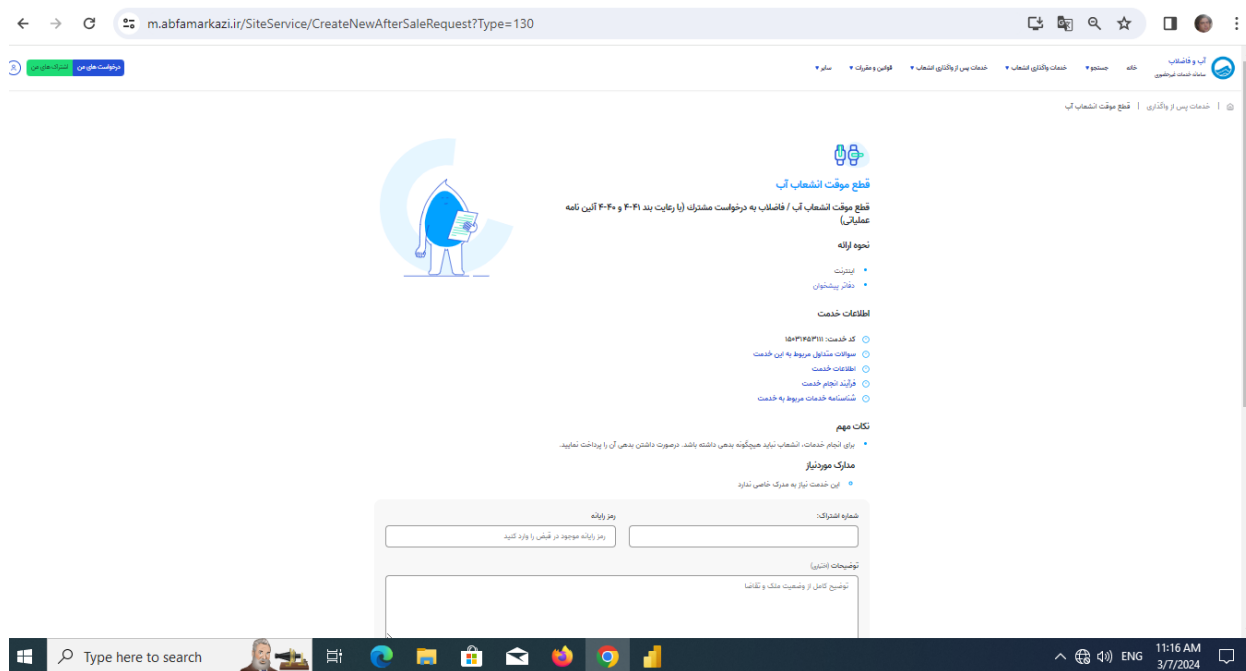 m.abfamarkazi.ir/SiteService/CreateNewAfterSaleRequest?Type=130
آب و فاضلاب
سامانه خدمات غیرحضوری
خانه
جستجو
خدمات واگذاری انشعاب
خدمات پس از واگذاری انشعاب
قوانین و مقررات
سایر
درخواست های من
اشتراک های من
خدمات پس از واگذاری | قطع موقت انشعاب آب
قطع موقت انشعاب آب
قطع موقت انشعاب آب / فاضلاب به درخواست مشترك (با رعایت بند ۴۱-۴ و ۴۰-۴ آئین نامه
عملیاتی)
نحوه ارائه
اینترنت
دفاتر پیشخوان
اطلاعات خدمت
کد خدمت: ۱۵۰۳۱۴۵۳۱۱۱
سوالات متداول مربوط به این خدمت
اطلاعات خدمت
فرآیند انجام خدمت
شناسنامه خدمات مربوط به خدمت
نکات مهم
برای انجام خدمات، انشعاب نباید هیچگونه بدهی داشته باشد. درصورت داشتن بدهی آن را پرداخت نمایید.
مدارک موردنیاز
این خدمت نیاز به مدرک خاصی ندارد
شماره اشتراک:
رمز رایانه
رمز رایانه موجود در قبض را وارد کنید
توضیحات (اختیاری)
توضیح کامل از وضعیت ملک و تقاضا
Type here to search
ENG
11:16 AM
3/7/2024